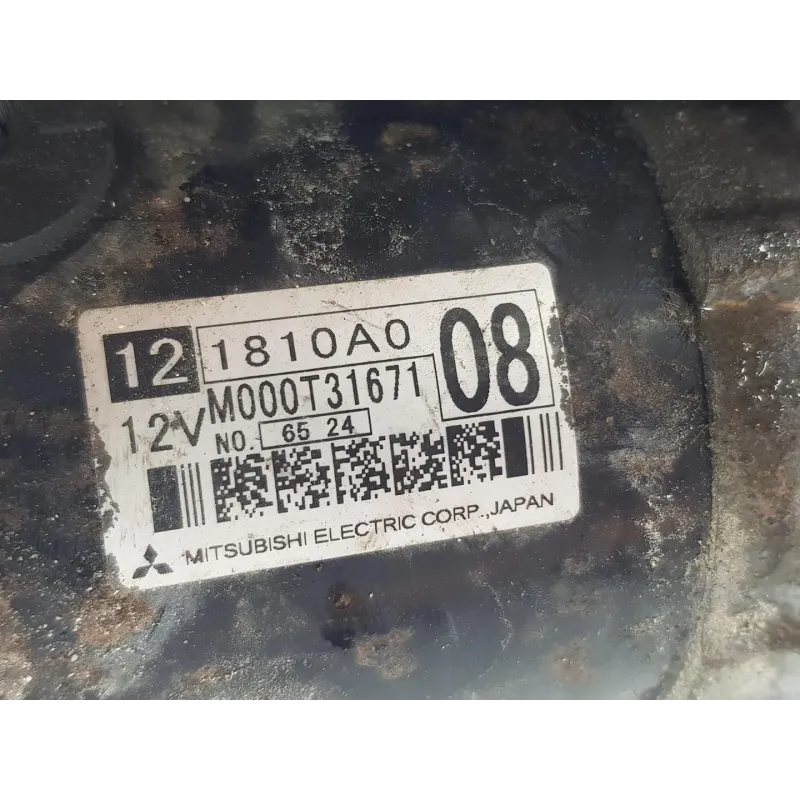 12 1810A0 08
12V M000T31671
NO. 65 24
MITSUBISHI ELECTRIC CORP., JAPAN